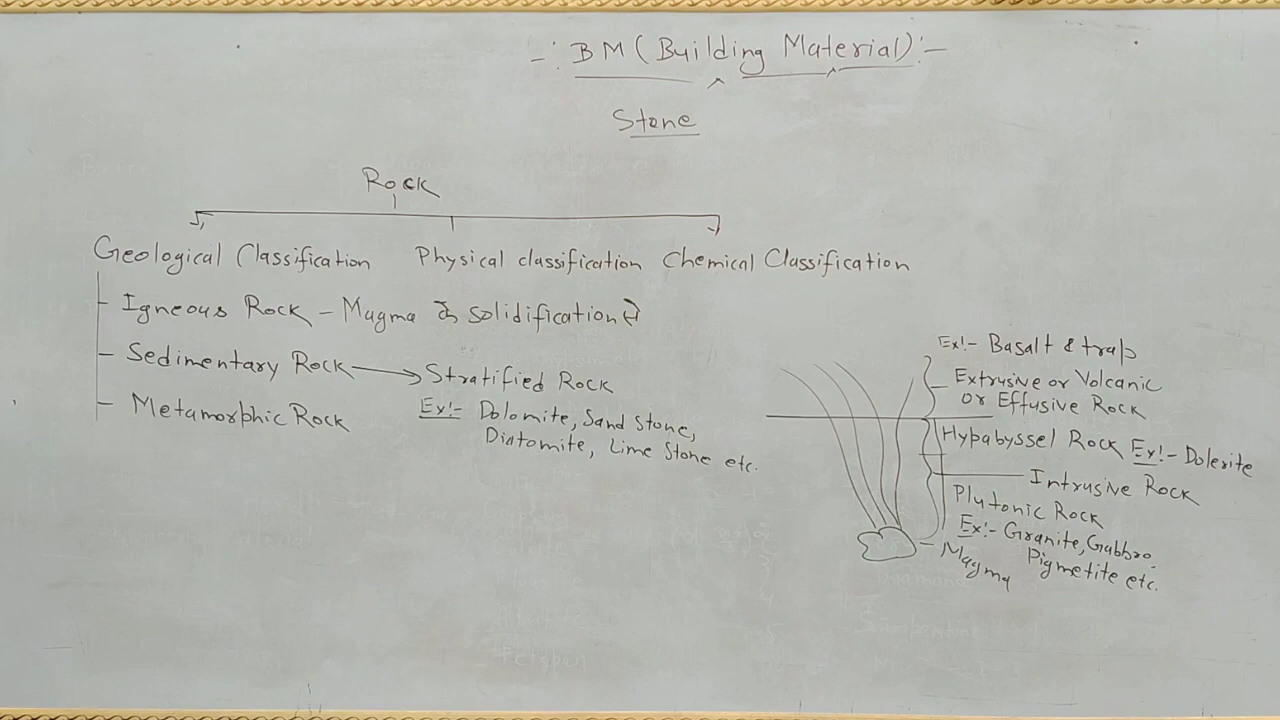 -: BM (Building Material) :-
Stone
Rock
Geological Classification Physical classification Chemical Classification
Igneous Rock - Magma के solidification से
Sedimentary Rock → Stratified Rock
Ex!- Dolomite, Sand Stone,
Diatomite, Lime Stone etc.
Metamorphic Rock
Ex!- Basalt & trap
Extrusive or Volcanic
or Effusive Rock
Hypabyssel Rock Ex!- Dolerite
Intrusive Rock
Plutonic Rock
Ex!- Granite, Gabbro,
Pigmetite etc.
Magma